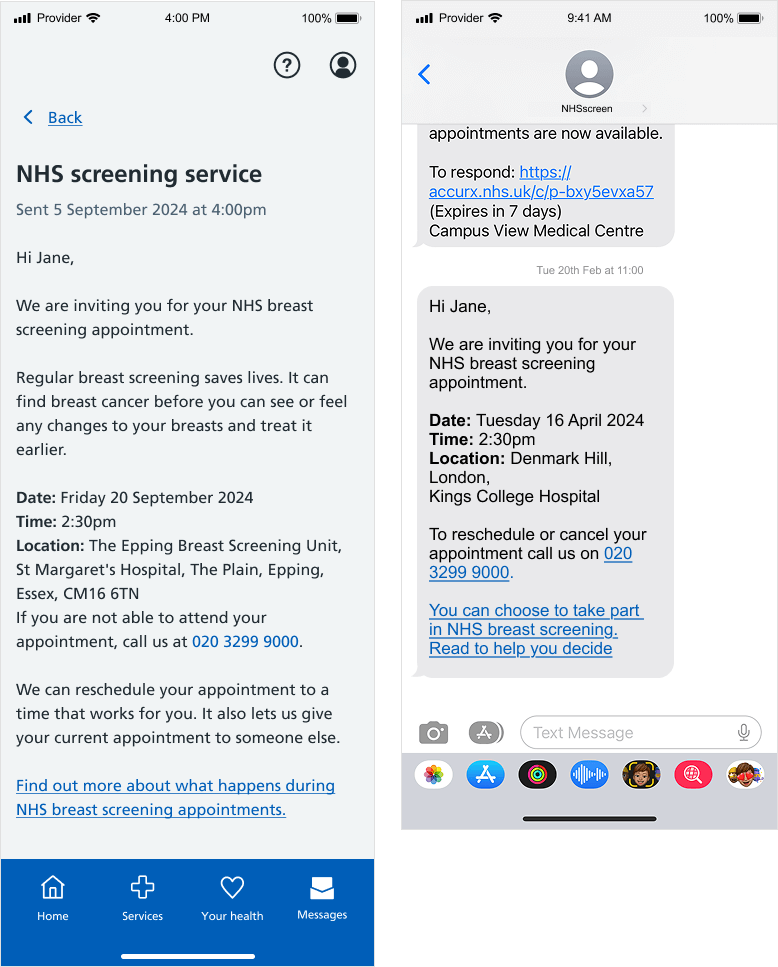 Provider 4:00 PM 100%
Back
NHS screening service
Sent 5 September 2024 at 4:00pm
Hi Jane,
We are inviting you for your NHS breast
screening appointment.
Regular breast screening saves lives. It can
find breast cancer before you can see or feel
any changes to your breasts and treat it
earlier.
Date: Friday 20 September 2024
Time: 2:30pm
Location: The Epping Breast Screening Unit,
St Margaret's Hospital, The Plain, Epping,
Essex, CM16 6TN
If you are not able to attend your
appointment, call us at 020 3299 9000.
We can reschedule your appointment to a
time that works for you. It also lets us give
your current appointment to someone else.
Find out more about what happens during
NHS breast screening appointments.
Home Services Your health Messages
Provider 9:41 AM 100%
NHSscreen
appointments are now available.
To respond: https://
accurx.nhs.uk/c/p-bxy5evxa57
(Expires in 7 days)
Campus View Medical Centre
Tue 20th Feb at 11:00
Hi Jane,
We are inviting you for your
NHS breast screening
appointment.
Date: Tuesday 16 April 2024
Time: 2:30pm
Location: Denmark Hill,
London,
Kings College Hospital
To reschedule or cancel your
appointment call us on 020
3299 9000.
You can choose to take part
in NHS breast screening.
Read to help you decide
Text Message